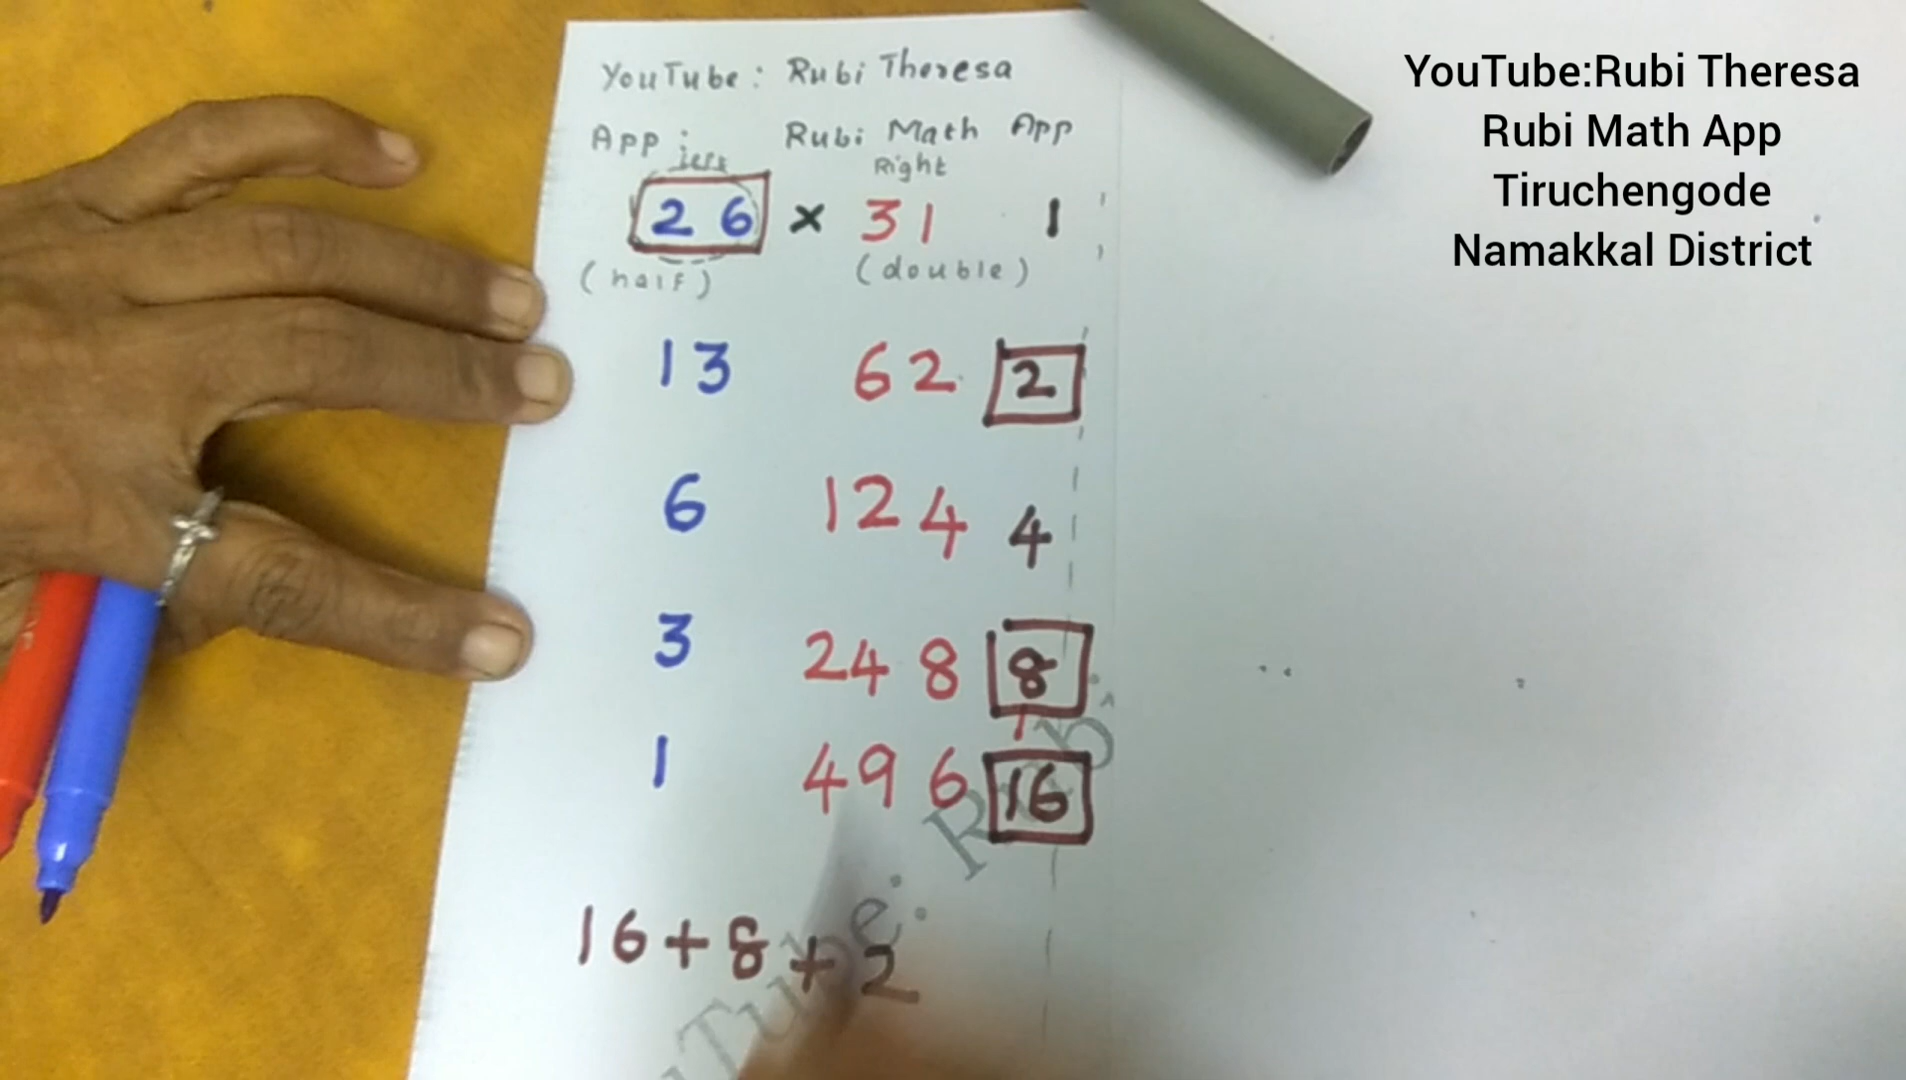 YouTube: Rubi Theresa
App: Rubi Math App
left Right
26 × 31 1
(half) (double)
13 62 2
6 124 4
3 248 8
1 496 16
16+8+2
YouTube:Rubi Theresa
Rubi Math App
Tiruchengode
Namakkal District